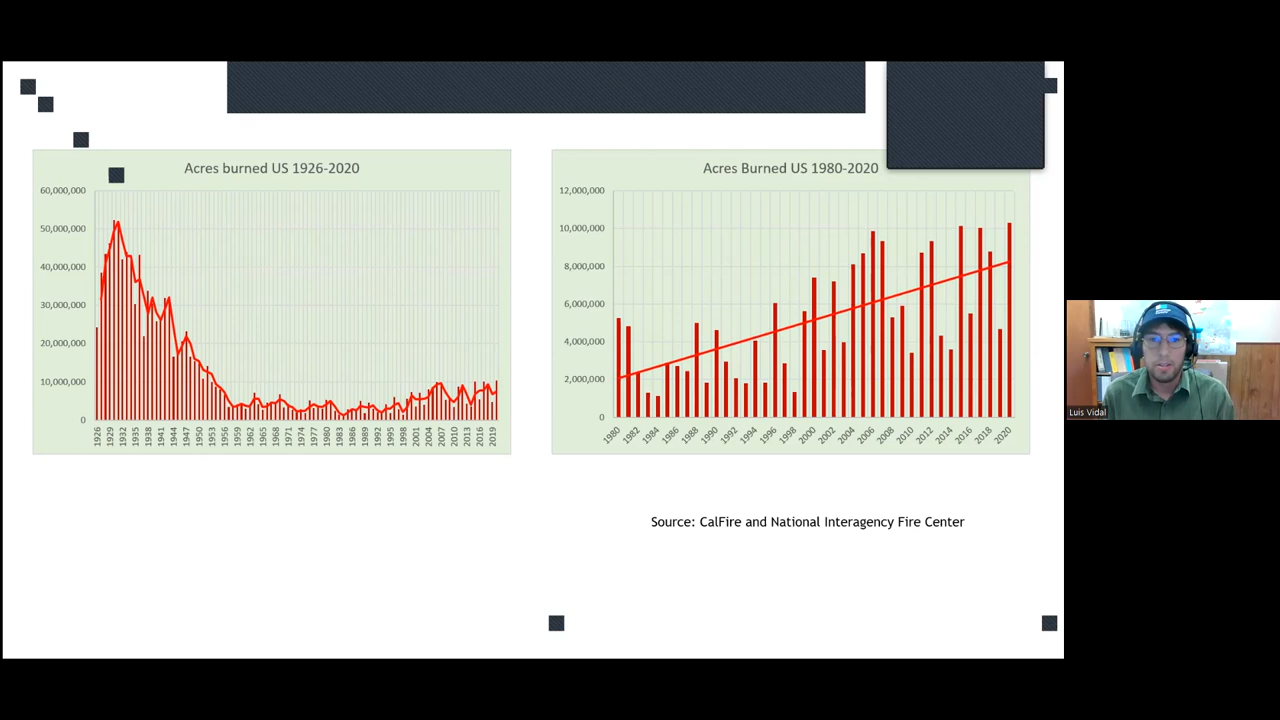 Acres burned US 1926-2020
60,000,000
50,000,000
40,000,000
30,000,000
20,000,000
10,000,000
0
1926 1929 1932 1935 1938 1941 1944 1947 1950 1953 1956 1959 1962 1965 1968 1971 1974 1977 1980 1983 1986 1989 1992 1995 1998 2001 2004 2007 2010 2013 2016 2019
Acres Burned US 1980-2020
12,000,000
10,000,000
8,000,000
6,000,000
4,000,000
2,000,000
0
1980 1982 1984 1986 1988 1990 1992 1994 1996 1998 2000 2002 2004 2006 2008 2010 2012 2014 2016 2018 2020
Source: CalFire and National Interagency Fire Center
Luis Vidal